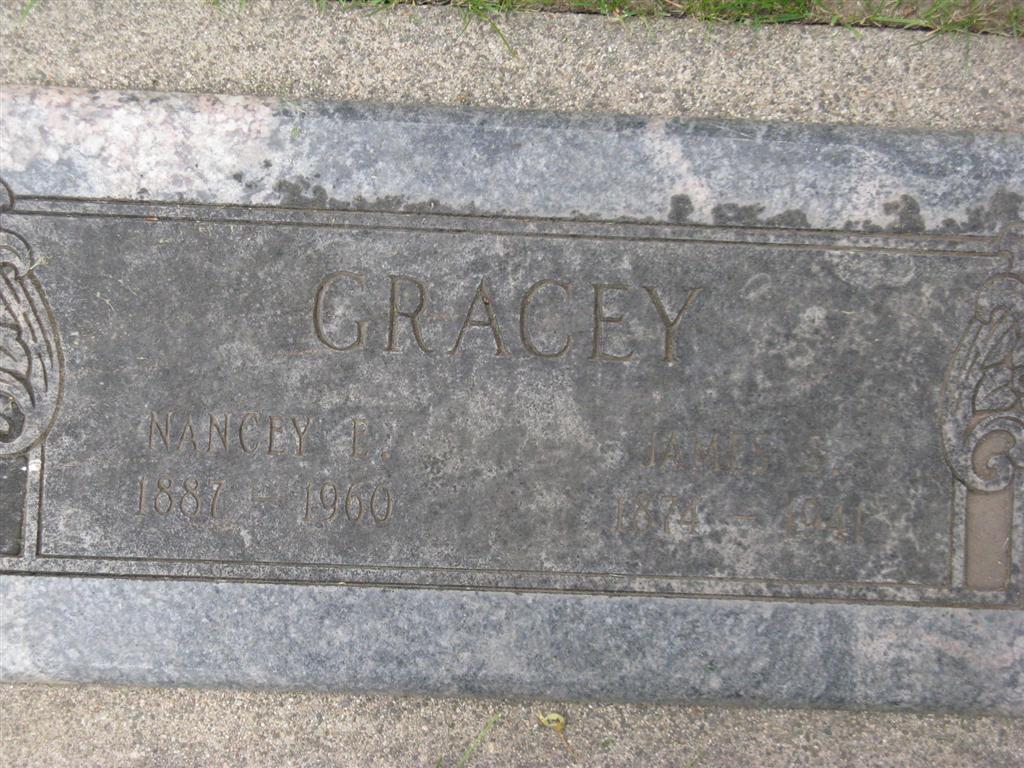 GRACEY
NANCEY E.
1887 – 1960
JAMES S.
1874 – 1941